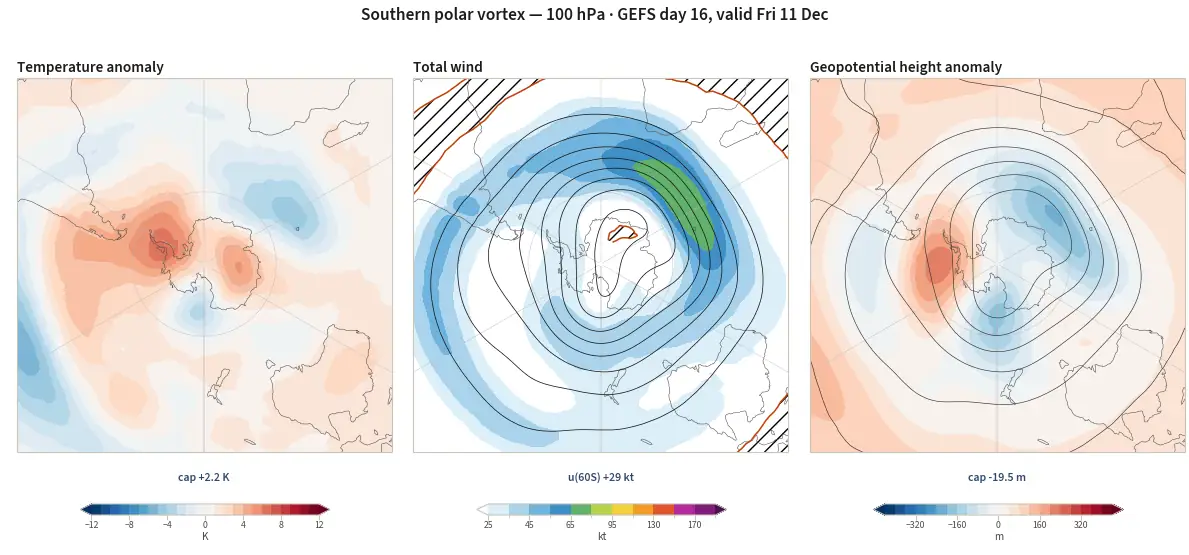 Southern polar vortex — 100 hPa · GEFS day 16, valid Fri 11 Dec
Temperature anomaly
Total wind
Geopotential height anomaly
cap +2.2 K
u(60S) +29 kt
cap -19.5 m
−12 −8 −4 0 4 8 12
K
25 45 65 95 130 170
kt
−320 −160 0 160 320
m